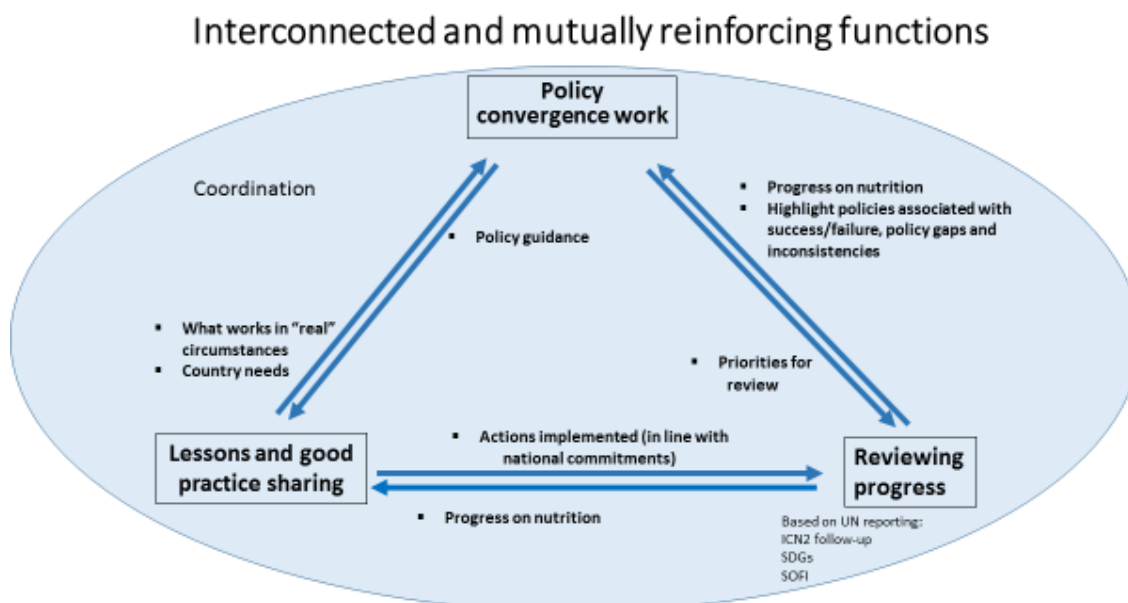 Interconnected and mutually reinforcing functions
Policy
convergence work
Coordination
▪ Progress on nutrition
▪ Highlight policies associated with
success/failure, policy gaps and
inconsistencies
▪ Policy guidance
▪ What works in “real”
circumstances
▪ Country needs
▪ Priorities for
review
▪ Actions implemented (in line with
national commitments)
Lessons and good
practice sharing
Reviewing
progress
▪ Progress on nutrition
Based on UN reporting:
ICN2 follow-up
SDGs
SOFI